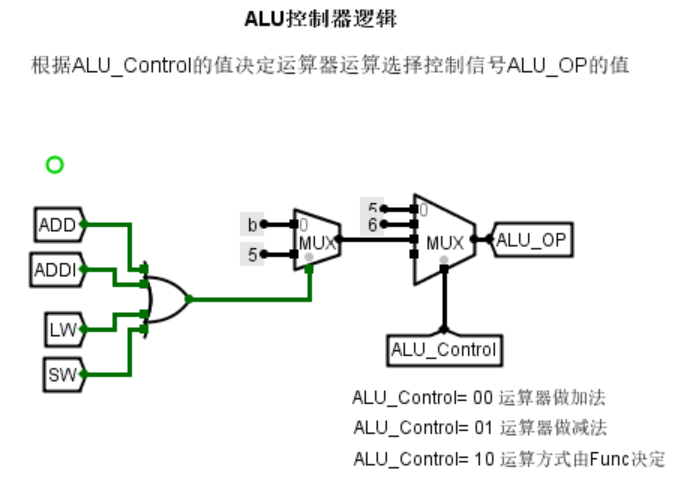 ALU控制器逻辑
根据ALU_Control的值决定运算器运算选择控制信号ALU_OP的值
ADD
ADDI
LW
SW
b
0
5
MUX
5
0
6
MUX
ALU_OP
ALU_Control
ALU_Control= 00 运算器做加法
ALU_Control= 01 运算器做减法
ALU_Control= 10 运算方式由Func决定